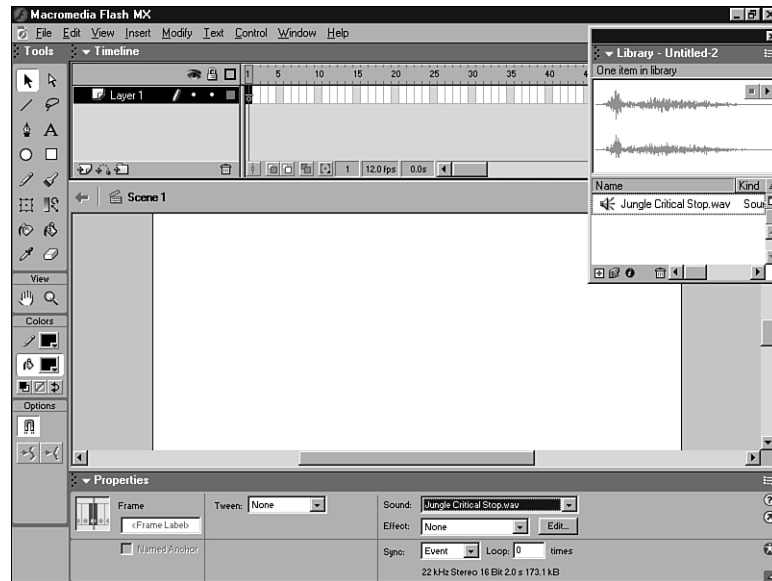 Macromedia Flash MX
File Edit View Insert Modify Text Control Window Help
Tools
Timeline
1 5 10 15 20 25 30 35 40
Layer 1
1 12.0 fps 0.0s
Scene 1
Library - Untitled-2
One item in library
Name Kind
Jungle Critical Stop.wav Sou
View
Colors
Options
Properties
Frame
<Frame Label>
Named Anchor
Tween: None
Sound: Jungle Critical Stop.wav
Effect: None Edit...
Sync: Event Loop: 0 times
22 kHz Stereo 16 Bit 2.0 s 173.1 kB